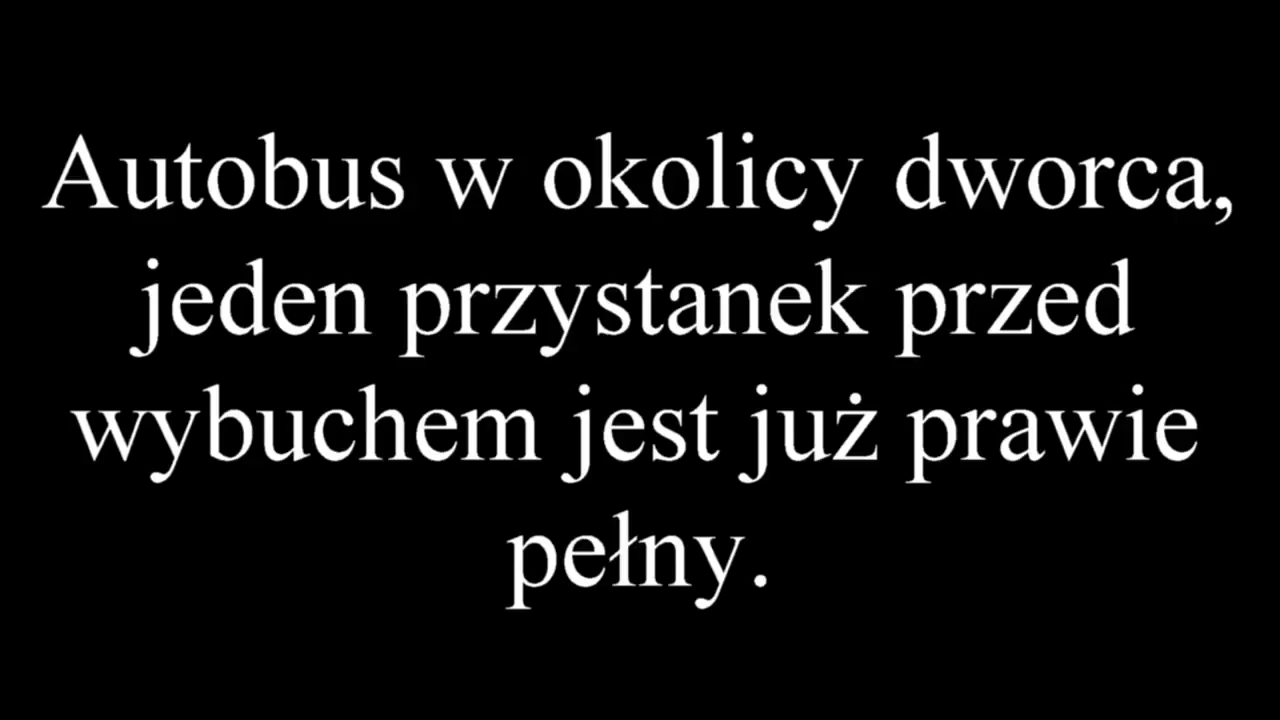 Autobus w okolicy dworca,
jeden przystanek przed
wybuchem jest już prawie
pełny.